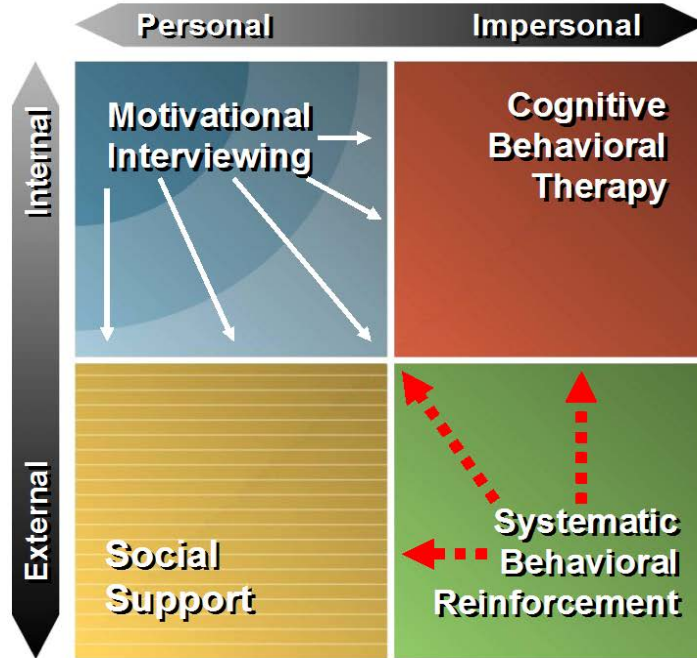 Personal
Impersonal
Internal
External
Motivational
Interviewing
Cognitive
Behavioral
Therapy
Social
Support
Systematic
Behavioral
Reinforcement